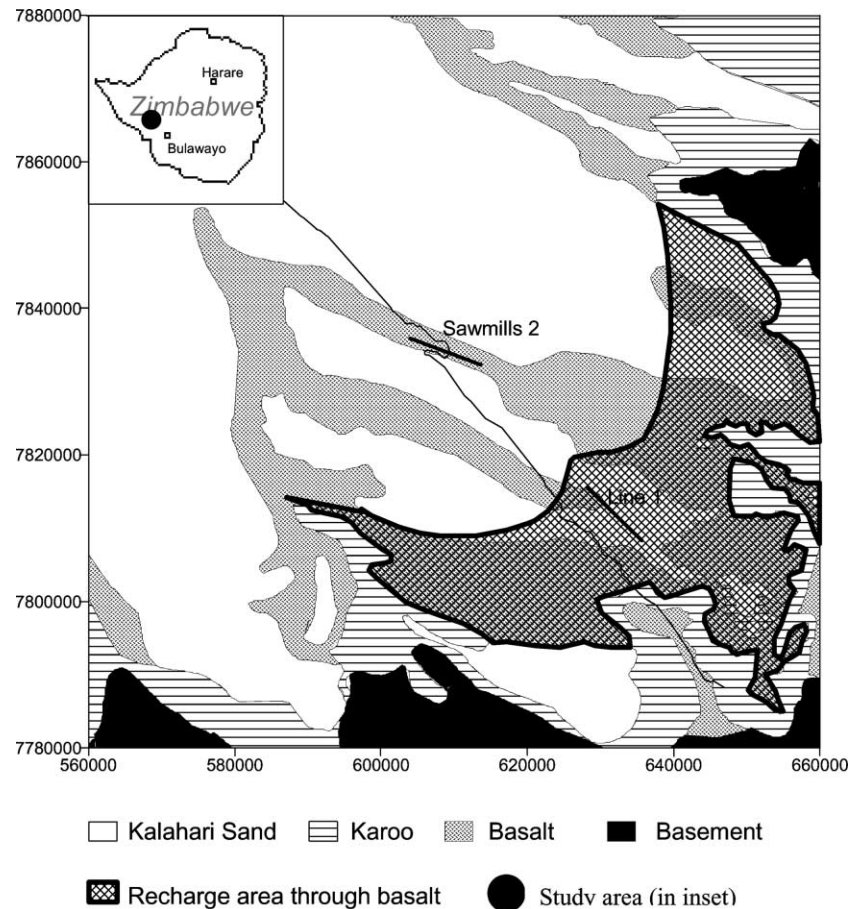 7880000
Harare
Zimbabwe
Bulawayo
7860000
7840000
Sawmills 2
7820000
Line 1
7800000
7780000
560000 580000 600000 620000 640000 660000
Kalahari Sand Karoo Basalt Basement
Recharge area through basalt Study area (in inset)